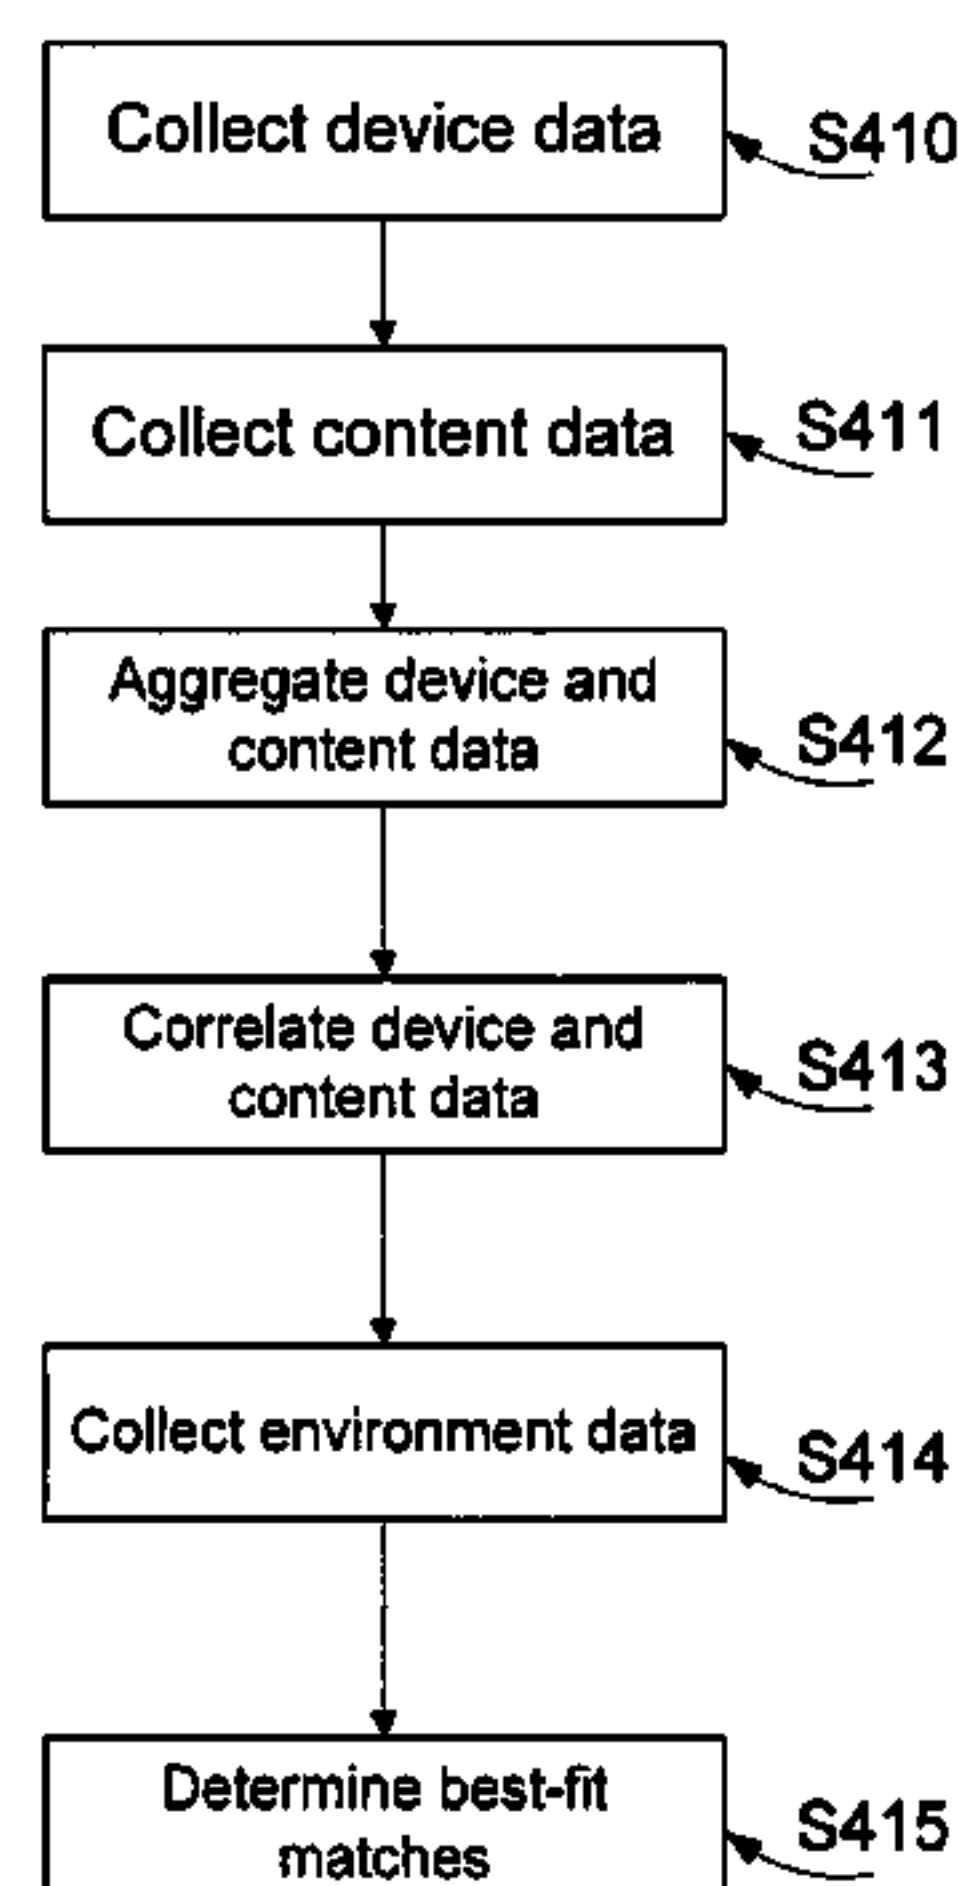 Collect device data
S410
Collect content data
S411
Aggregate device and
content data
S412
Correlate device and
content data
S413
Collect environment data
S414
Determine best-fit
matches
S415